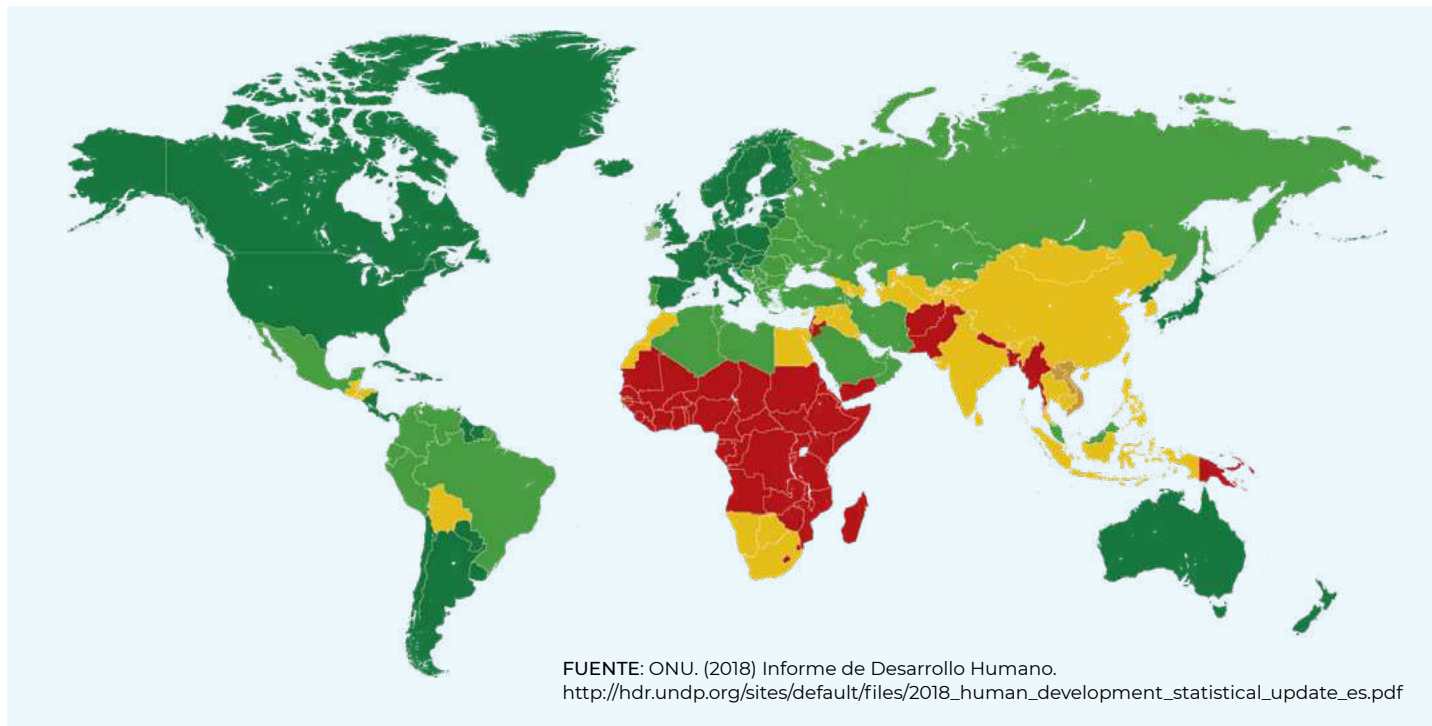 FUENTE: ONU. (2018) Informe de Desarrollo Humano.
http://hdr.undp.org/sites/default/files/2018_human_development_statistical_update_es.pdf